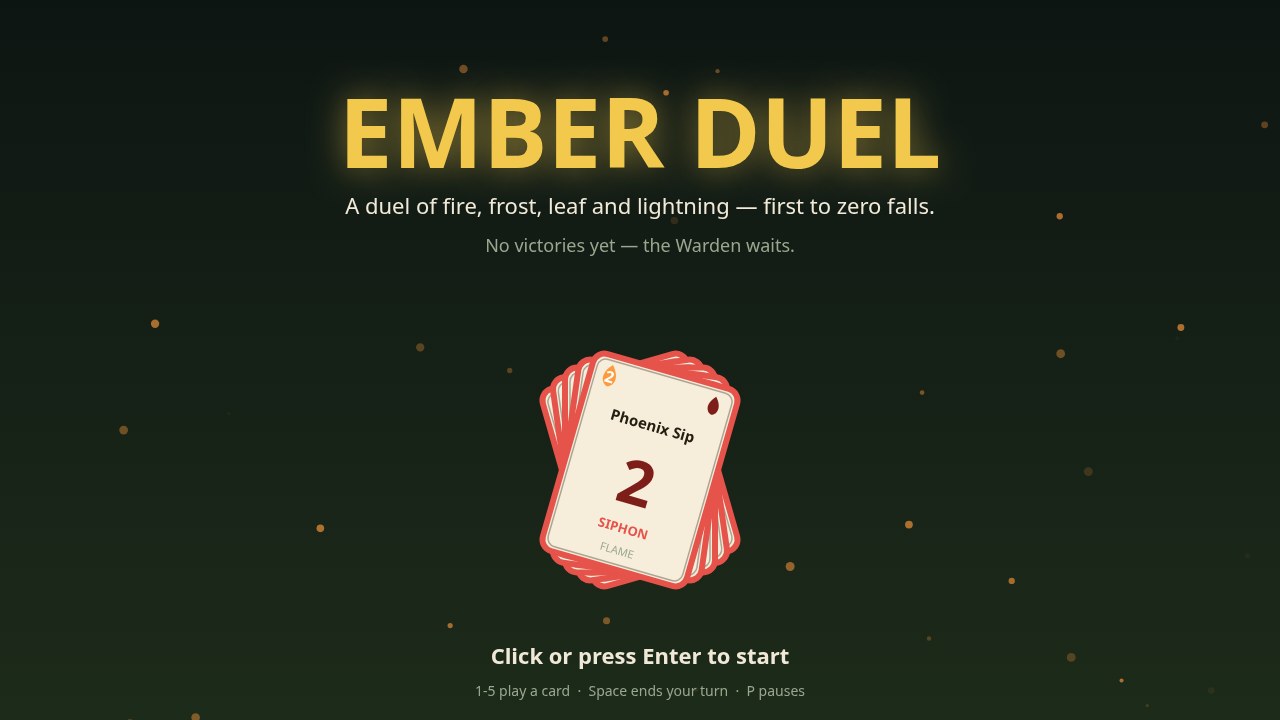 EMBER DUEL
A duel of fire, frost, leaf and lightning — first to zero falls.
No victories yet — the Warden waits.
2
Phoenix Sip
2
SIPHON
FLAME
Click or press Enter to start
1-5 play a card · Space ends your turn · P pauses